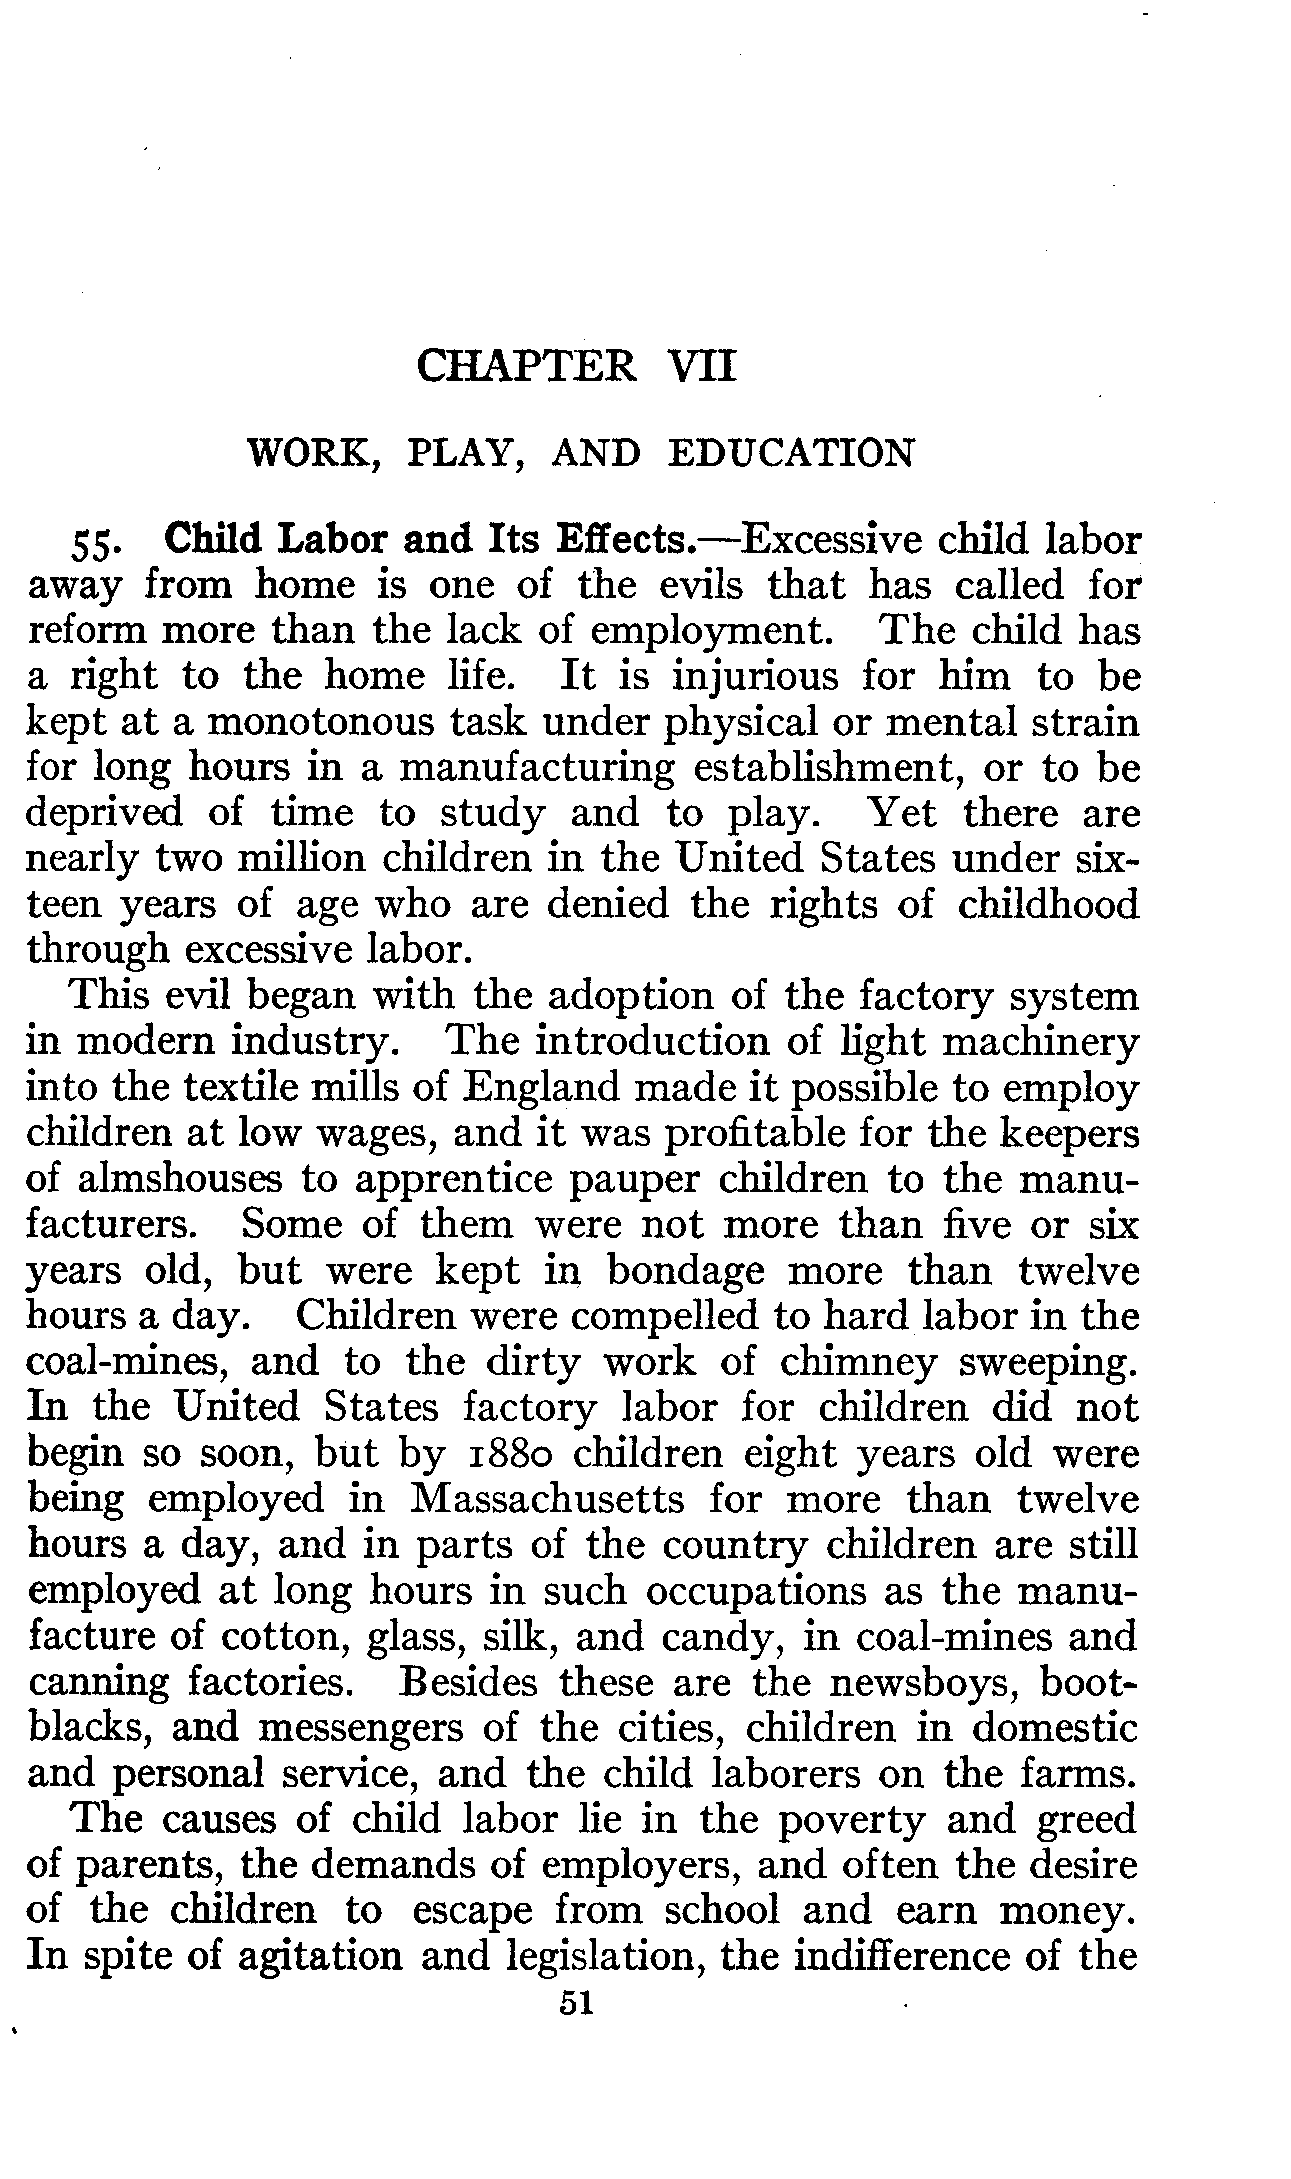 CHAPTER VII
WORK, PLAY, AND EDUCATION
55. Child Labor and Its Effects.—Excessive child labor
away from home is one of the evils that has called for
reform more than the lack of employment. The child has
a right to the home life. It is injurious for him to be
kept at a monotonous task under physical or mental strain
for long hours in a manufacturing establishment, or to be
deprived of time to study and to play. Yet there are
nearly two million children in the United States under six-
teen years of age who are denied the rights of childhood
through excessive labor.
This evil began with the adoption of the factory system
in modern industry. The introduction of light machinery
into the textile mills of England made it possible to employ
children at low wages, and it was profitable for the keepers
of almshouses to apprentice pauper children to the manu-
facturers. Some of them were not more than five or six
years old, but were kept in bondage more than twelve
hours a day. Children were compelled to hard labor in the
coal-mines, and to the dirty work of chimney sweeping.
In the United States factory labor for children did not
begin so soon, but by 1880 children eight years old were
being employed in Massachusetts for more than twelve
hours a day, and in parts of the country children are still
employed at long hours in such occupations as the manu-
facture of cotton, glass, silk, and candy, in coal-mines and
canning factories. Besides these are the newsboys, boot-
blacks, and messengers of the cities, children in domestic
and personal service, and the child laborers on the farms.
The causes of child labor lie in the poverty and greed
of parents, the demands of employers, and often the desire
of the children to escape from school and earn money.
In spite of agitation and legislation, the indifference of the
51